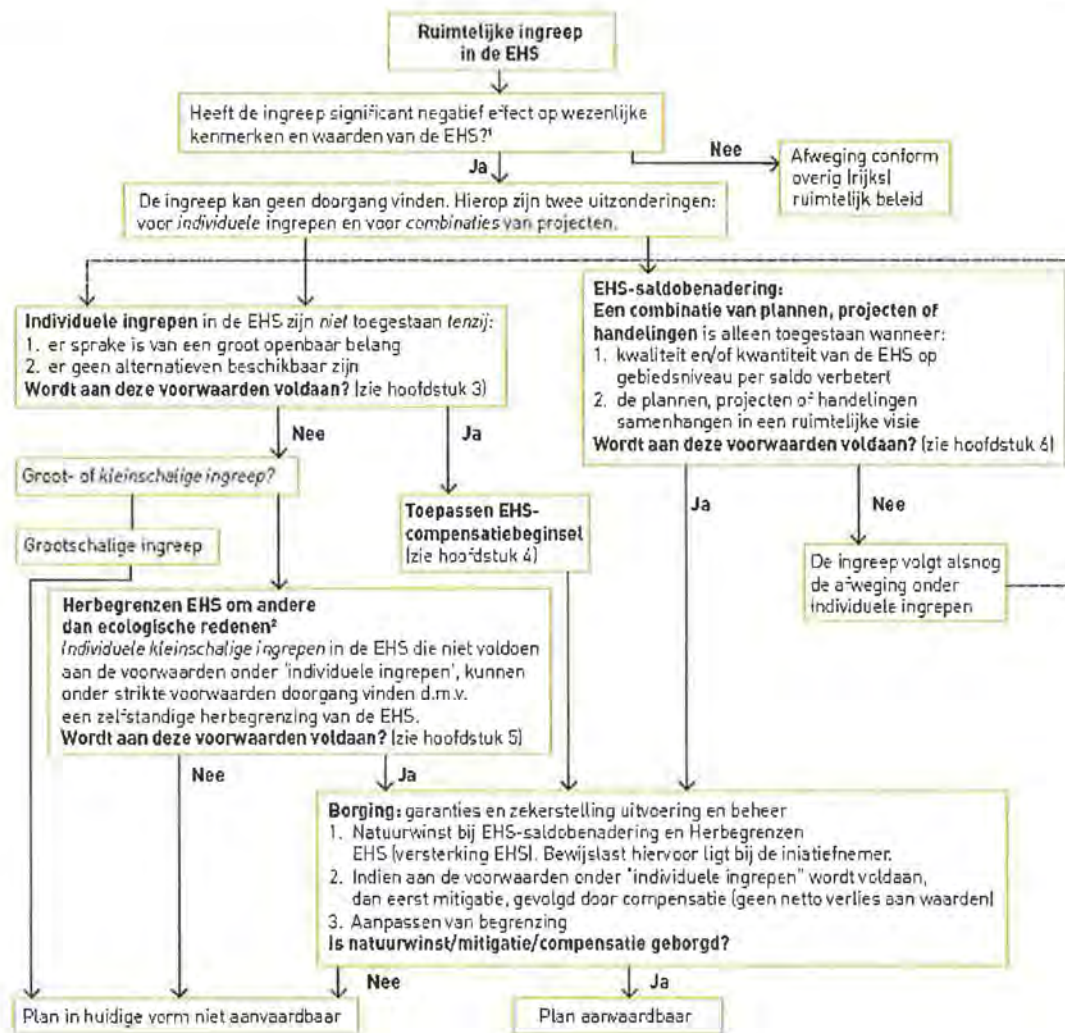 Ruimtelijke ingreep
in de EHS
Heeft de ingreep significant negatief effect op wezenlijke
kenmerken en waarden van de EHS?¹
Nee
Ja
Afweging conform
overig (rijks)
ruimtelijk beleid
De ingreep kan geen doorgang vinden. Hierop zijn twee uitzonderingen:
voor individuele ingrepen en voor combinaties van projecten.
Individuele ingrepen in de EHS zijn niet toegestaan tenzij:
1. er sprake is van een groot openbaar belang
2. er geen alternatieven beschikbaar zijn
Wordt aan deze voorwaarden voldaan? (zie hoofdstuk 3)
EHS-saldobenadering:
Een combinatie van plannen, projecten of
handelingen is alleen toegestaan wanneer:
1. kwaliteit en/of kwantiteit van de EHS op
gebiedsniveau per saldo verbetert
2. de plannen, projecten of handelingen
samenhangen in een ruimtelijke visie
Wordt aan deze voorwaarden voldaan? (zie hoofdstuk 6)
Nee
Ja
Groot- of kleinschalige ingreep?
Grootschalige ingreep
Toepassen EHS-
compensatiebeginsel
(zie hoofdstuk 4)
Ja
Nee
De ingreep volgt alsnog
de afweging onder
individuele ingrepen
Herbegrenzen EHS om andere
dan ecologische redenen²
Individuele kleinschalige ingrepen in de EHS die niet voldoen
aan de voorwaarden onder 'individuele ingrepen', kunnen
onder strikte voorwaarden doorgang vinden d.m.v.
een zelfstandige herbegrenzing van de EHS.
Wordt aan deze voorwaarden voldaan? (zie hoofdstuk 5)
Nee
Ja
Borging: garanties en zekerstelling uitvoering en beheer
1. Natuurwinst bij EHS-saldobenadering en Herbegrenzen
EHS (versterking EHS). Bewijslast hiervoor ligt bij de iniatiefnemer.
2. Indien aan de voorwaarden onder "individuele ingrepen" wordt voldaan,
dan eerst mitigatie, gevolgd door compensatie (geen netto verlies aan waarden)
3. Aanpassen van begrenzing
Is natuurwinst/mitigatie/compensatie geborgd?
Nee
Ja
Plan in huidige vorm niet aanvaardbaar
Plan aanvaardbaar